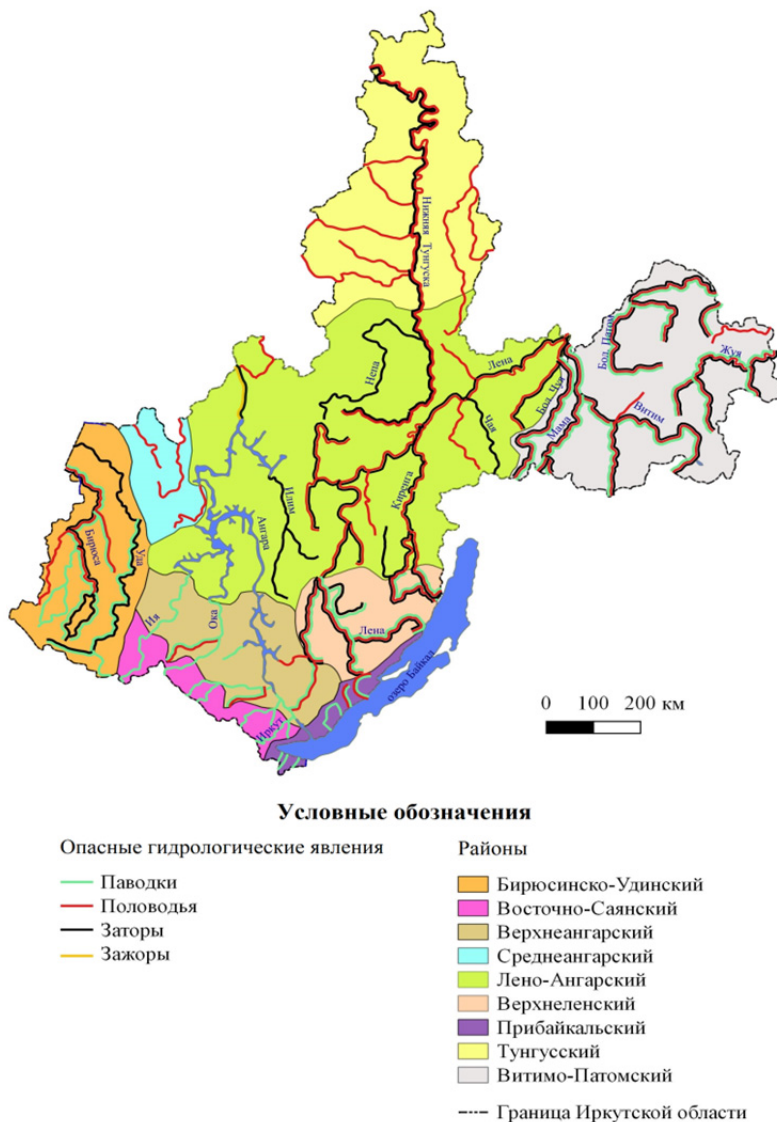 Нижняя Тунгуска
Непа
Лена
Бол. Чуя
Мама
Чая
Бол. Патом
Жуя
Витим
Киренга
Илим
Ангара
Бирюса
Уда
Ия
Ока
Лена
Иркут
озеро Байкал
0 100 200 км
Условные обозначения
Опасные гидрологические явления
Паводки
Половодья
Заторы
Зажоры
Районы
Бирюсинско-Удинский
Восточно-Саянский
Верхнеангарский
Среднеангарский
Лено-Ангарский
Верхнеленский
Прибайкальский
Тунгусский
Витимо-Патомский
Граница Иркутской области